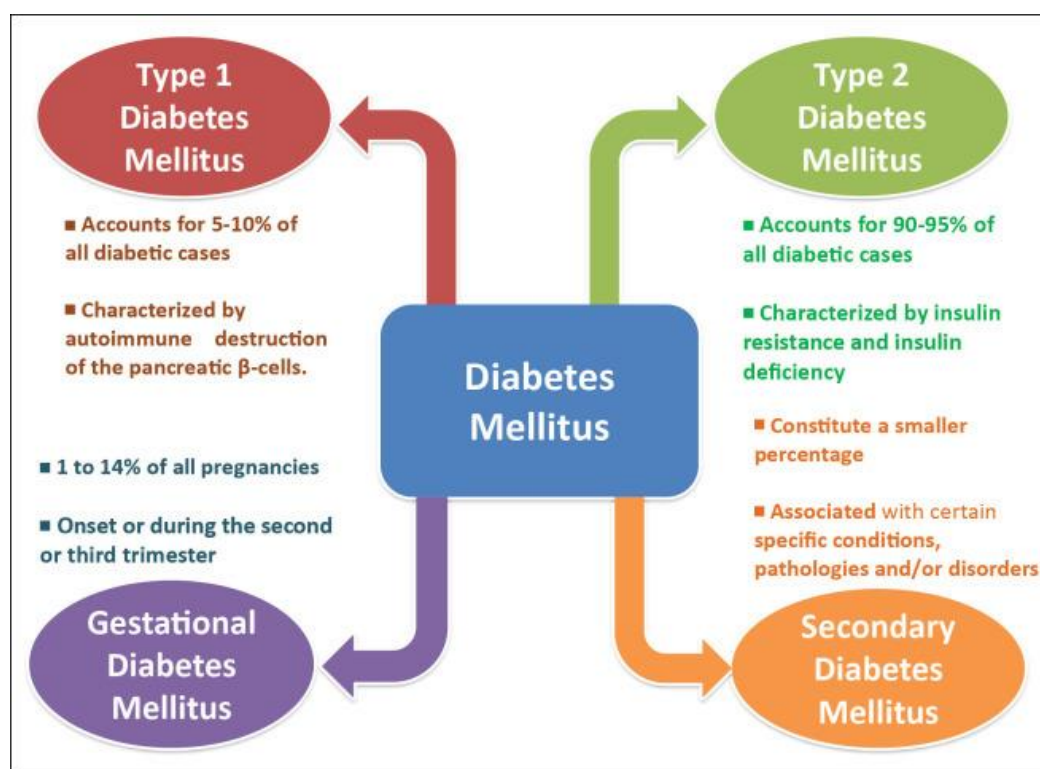 Type 1
Diabetes
Mellitus
■ Accounts for 5-10% of
all diabetic cases
■ Characterized by
autoimmune destruction
of the pancreatic β-cells.
Type 2
Diabetes
Mellitus
■ Accounts for 90-95% of
all diabetic cases
■ Characterized by insulin
resistance and insulin
deficiency
Diabetes
Mellitus
■ 1 to 14% of all pregnancies
■ Onset or during the second
or third trimester
Gestational
Diabetes
Mellitus
■ Constitute a smaller
percentage
■ Associated with certain
specific conditions,
pathologies and/or disorders
Secondary
Diabetes
Mellitus